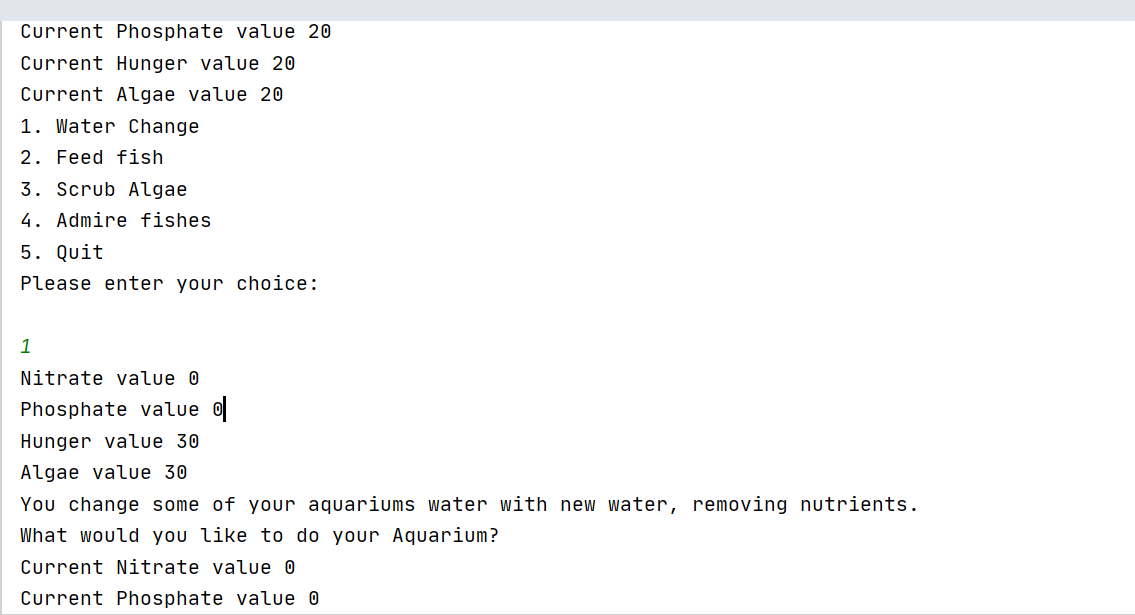 Current Phosphate value 20
Current Hunger value 20
Current Algae value 20
1. Water Change
2. Feed fish
3. Scrub Algae
4. Admire fishes
5. Quit
Please enter your choice:
1
Nitrate value 0
Phosphate value 0
Hunger value 30
Algae value 30
You change some of your aquariums water with new water, removing nutrients.
What would you like to do your Aquarium?
Current Nitrate value 0
Current Phosphate value 0